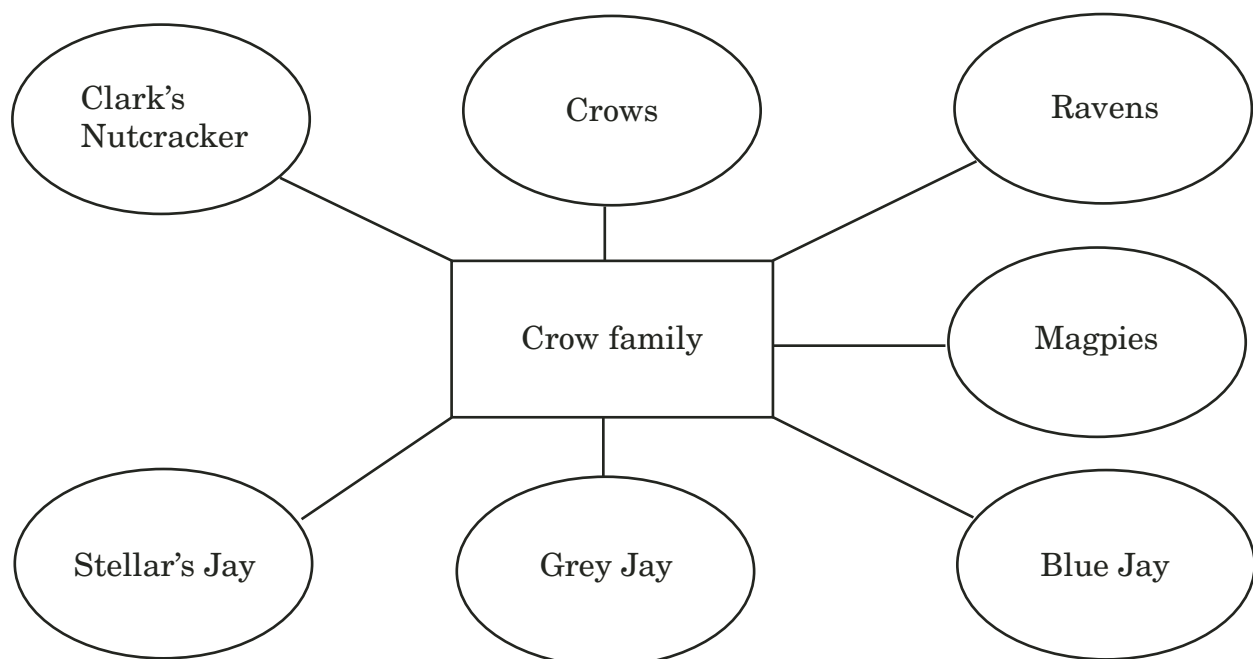 Clark’s
Nutcracker
Crows
Ravens
Crow family
Magpies
Stellar’s Jay
Grey Jay
Blue Jay